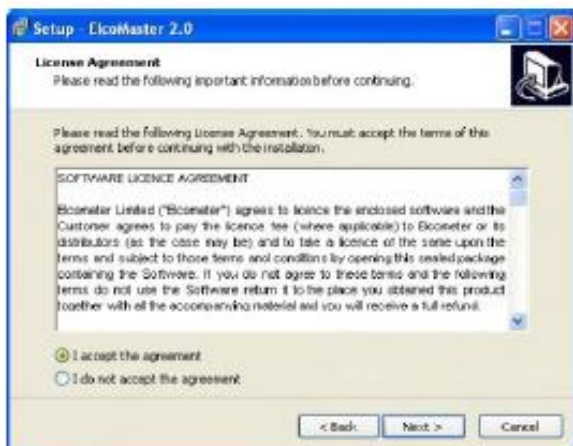 Setup - ElcoMaster 2.0
License Agreement
Please read the following important information before continuing.
Please read the following License Agreement. You must accept the terms of this
agreement before continuing with the installation.
SOFTWARE LICENCE AGREEMENT
Elcometer Limited ("Elcometer") agrees to licence the enclosed software and the
Customer agrees to pay the licence fee (where applicable) to Elcometer or its
distributors (as the case may be) and to take a licence of the same upon the
terms and subject to those terms and conditions by opening this sealed package
containing the Software. If you do not agree to these terms and the following
terms do not use the Software return it to he place you obtained this product
together with all the accompanying material and you will receive a full refund.
I accept the agreement
I do not accept the agreement
< Back
Next >
Cancel